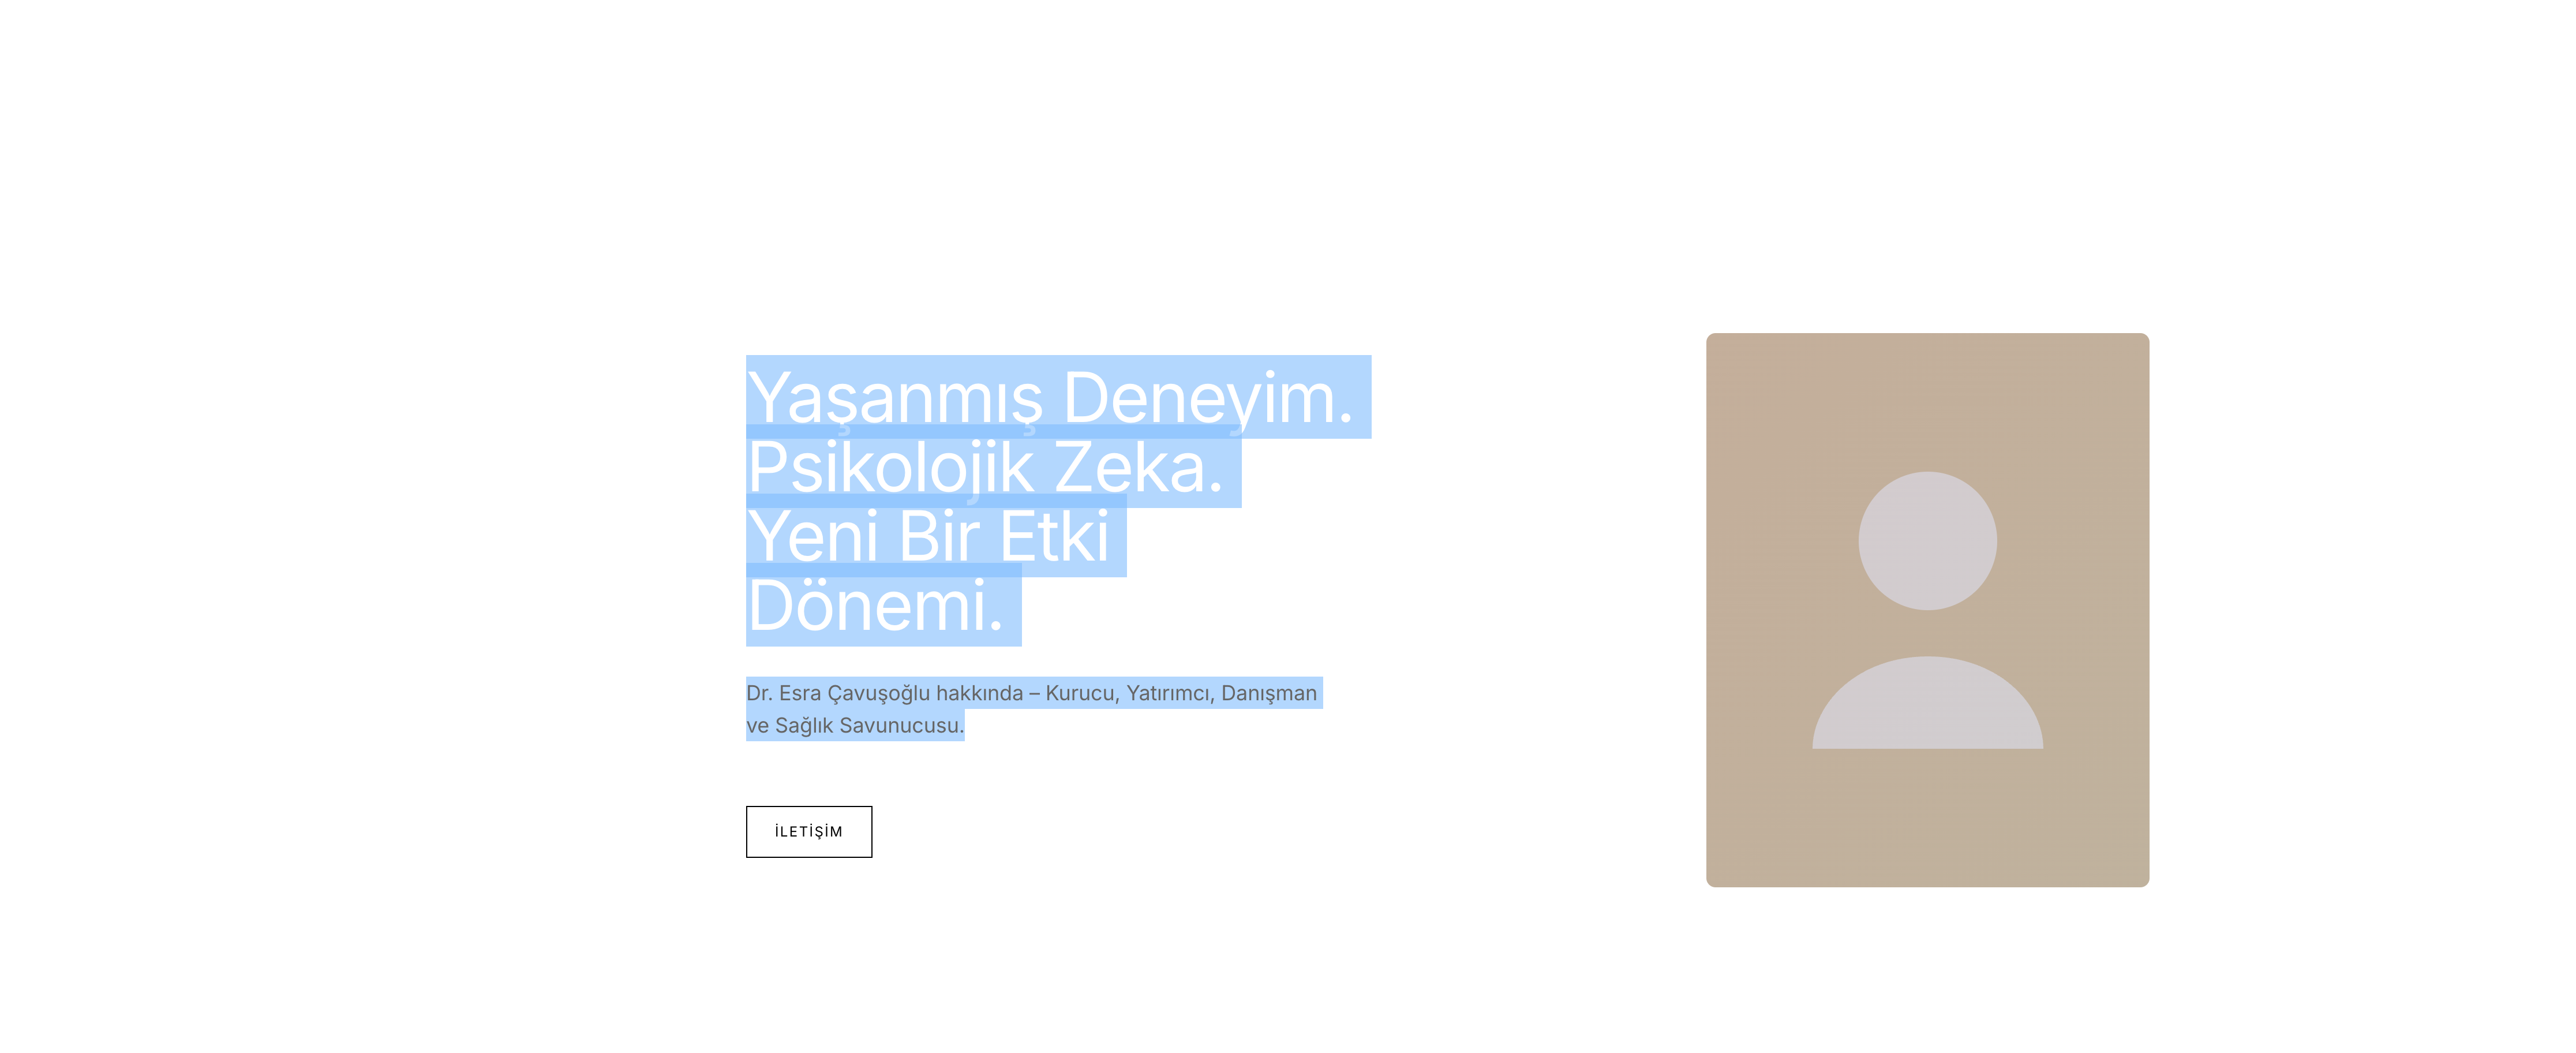 Yaşanmış Deneyim.
Psikolojik Zeka.
Yeni Bir Etki
Dönemi.
Dr. Esra Çavuşoğlu hakkında – Kurucu, Yatırımcı, Danışman
ve Sağlık Savunucusu.
İLETİŞİM